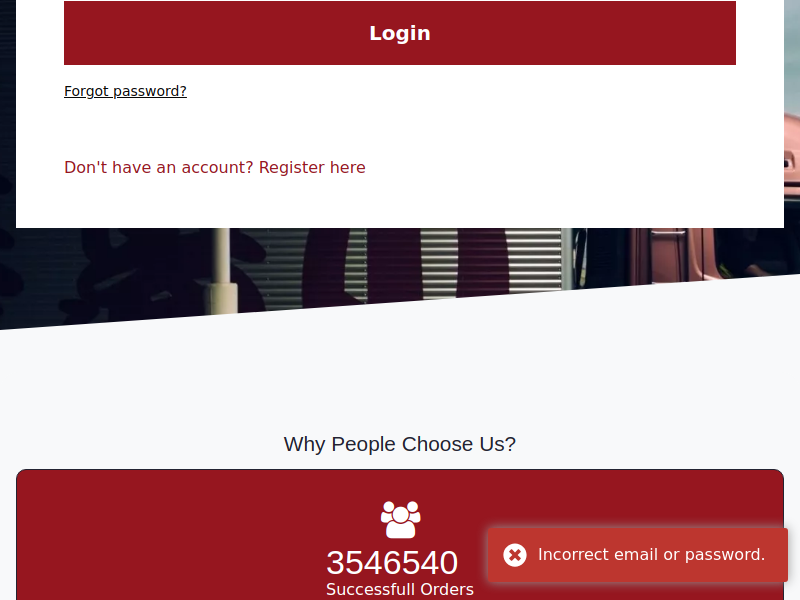 Login
Forgot password?
Don't have an account? Register here
Why People Choose Us?
3546540
Successfull Orders
Incorrect email or password.